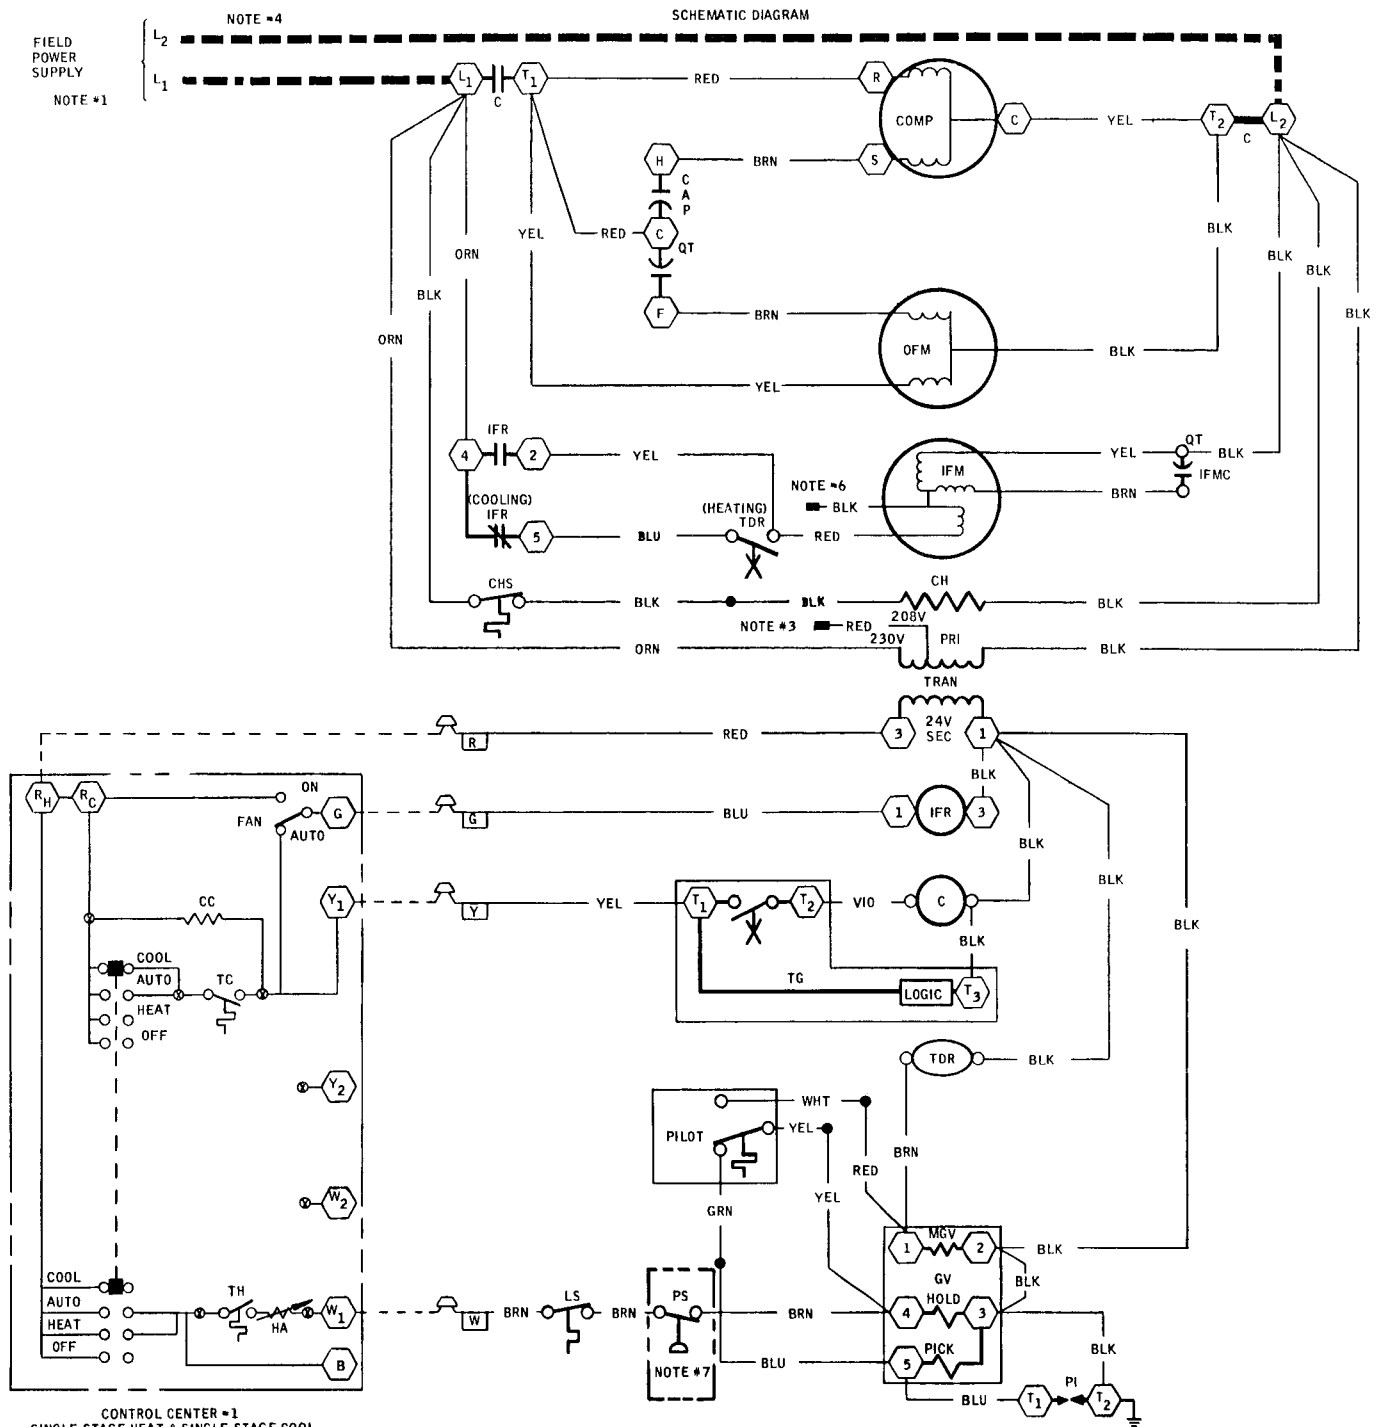 NOTE #4
SCHEMATIC DIAGRAM
FIELD
POWER
SUPPLY
L2
L1
NOTE #1
L1
C
T1
RED
R
COMP
C
YEL
T2
C
L2
H
BRN
S
C
A
P
YEL
RED
C
QT
ORN
BLK
BLK
BLK
BLK
BLK
F
BRN
OFM
BLK
ORN
YEL
IFR
4
2
YEL
NOTE #6
BLK
IFM
YEL
QT
BLK
IFMC
BRN
(COOLING)
IFR
5
BLU
(HEATING)
TDR
RED
CHS
BLK
BLK
CH
BLK
NOTE #3
RED
208V
230V
PRI
ORN
BLK
TRAN
R
RED
3
24V
SEC
1
BLK
RH
RC
ON
FAN
AUTO
G
G
BLU
1
IFR
3
BLK
BLK
BLK
CC
Y1
Y
YEL
T1
T2
VIO
C
BLK
COOL
AUTO
HEAT
OFF
TC
TG
LOGIC
T3
TDR
BLK
Y2
PILOT
WHT
YEL
BRN
RED
YEL
W2
GRN
1
MGV
2
BLK
GV
BLK
COOL
AUTO
HEAT
OFF
TH
HA
W1
W
BRN
LS
BRN
PS
BRN
4
HOLD
3
B
NOTE #7
BLU
5
PICK
BLK
BLU
T1
PI
T2
CONTROL CENTER #1
SINGLE STAGE HEAT & SINGLE STAGE COOL